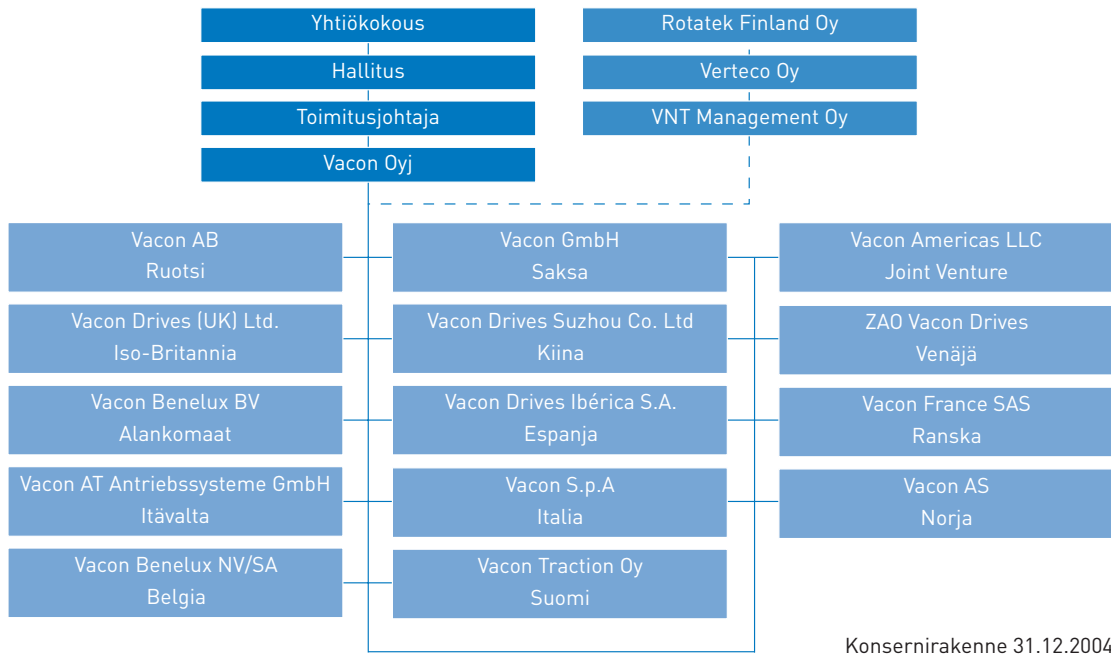 Yhtiökokous
Hallitus
Toimitusjohtaja
Vacon Oyj
Rotatek Finland Oy
Verteco Oy
VNT Management Oy
Vacon AB
Ruotsi
Vacon GmbH
Saksa
Vacon Americas LLC
Joint Venture
Vacon Drives (UK) Ltd.
Iso-Britannia
Vacon Drives Suzhou Co. Ltd
Kiina
ZAO Vacon Drives
Venäjä
Vacon Benelux BV
Alankomaat
Vacon Drives Ibérica S.A.
Espanja
Vacon France SAS
Ranska
Vacon AT Antriebssysteme GmbH
Itävalta
Vacon S.p.A
Italia
Vacon AS
Norja
Vacon Benelux NV/SA
Belgia
Vacon Traction Oy
Suomi
Konsernirakenne 31.12.2004